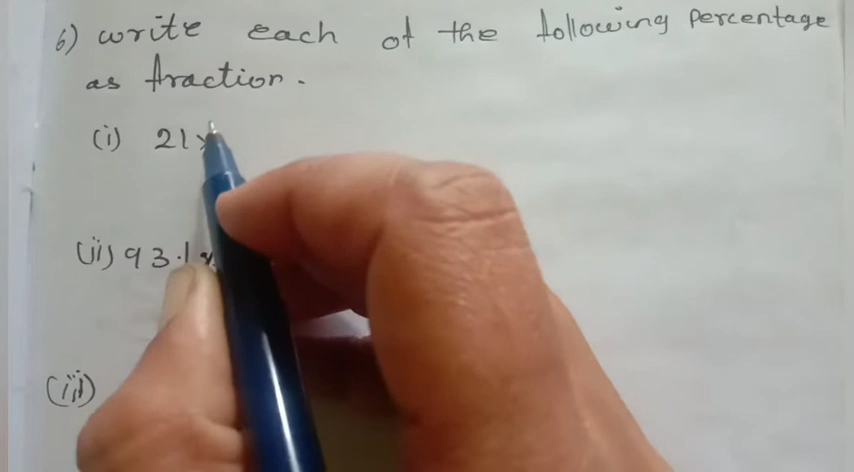 6) write each of the following percentage
as fraction.
(i) 21
(ii) 93.1
(iii)